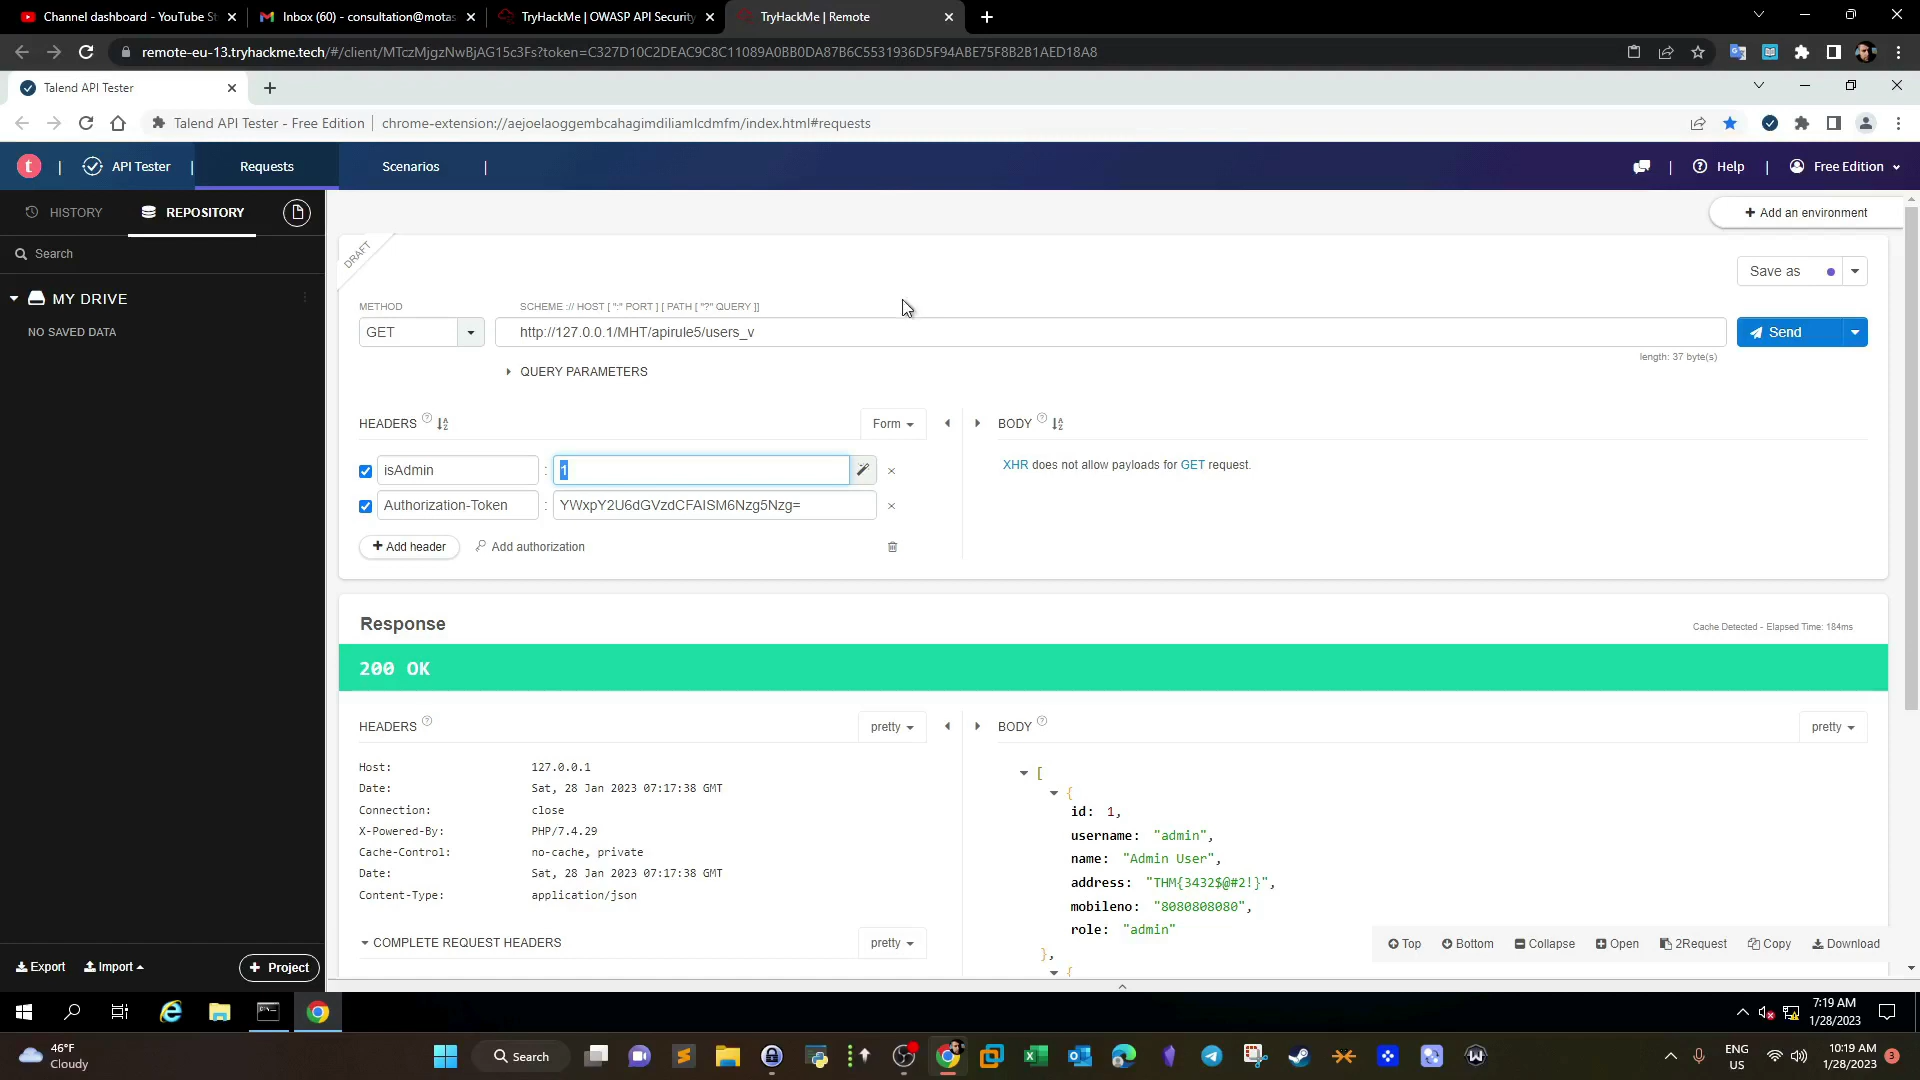 Channel dashboard - YouTube St
Inbox (60) - consultation@motas
TryHackMe | OWASP API Security
TryHackMe | Remote
remote-eu-13.tryhackme.tech/#/client/MTczMjgzNwBjAG15c3Fs?token=C327D10C2DEAC9C8C11089A0BB0DA87B6C5531936D5F94ABE75F8B2B1AED18A8
Talend API Tester
Talend API Tester - Free Edition | chrome-extension://aejoelaoggembcahagimdiliamlcdmfm/index.html#requests
t | API Tester | Requests Scenarios | Help | Free Edition
HISTORY REPOSITORY
+ Add an environment
Search
DRAFT
Save as
MY DRIVE
METHOD SCHEME :// HOST [ ":" PORT ] [ PATH [ "?" QUERY ]]
NO SAVED DATA
GET http://127.0.0.1/MHT/apirule5/users_v Send
length: 37 byte(s)
QUERY PARAMETERS
HEADERS ? Form BODY ?
isAdmin : 1
XHR does not allow payloads for GET request.
Authorization-Token : YWxpY2U6dGVzdCFAISM6Nzg5Nzg=
+ Add header Add authorization
Response
Cache Detected - Elapsed Time: 184ms
200 OK
HEADERS ? pretty BODY ? pretty
Host: 127.0.0.1
Date: Sat, 28 Jan 2023 07:17:38 GMT
Connection: close
X-Powered-By: PHP/7.4.29
Cache-Control: no-cache, private
Date: Sat, 28 Jan 2023 07:17:38 GMT
Content-Type: application/json
COMPLETE REQUEST HEADERS pretty
[
{
id: 1,
username: "admin",
name: "Admin User",
address: "THM{3432$@#2!}",
mobileno: "8080808080",
role: "admin"
},
{
Top Bottom Collapse Open 2Request Copy Download
Export Import + Project
7:19 AM
1/28/2023
46°F
Cloudy
Search
ENG
US
10:19 AM
1/28/2023
3